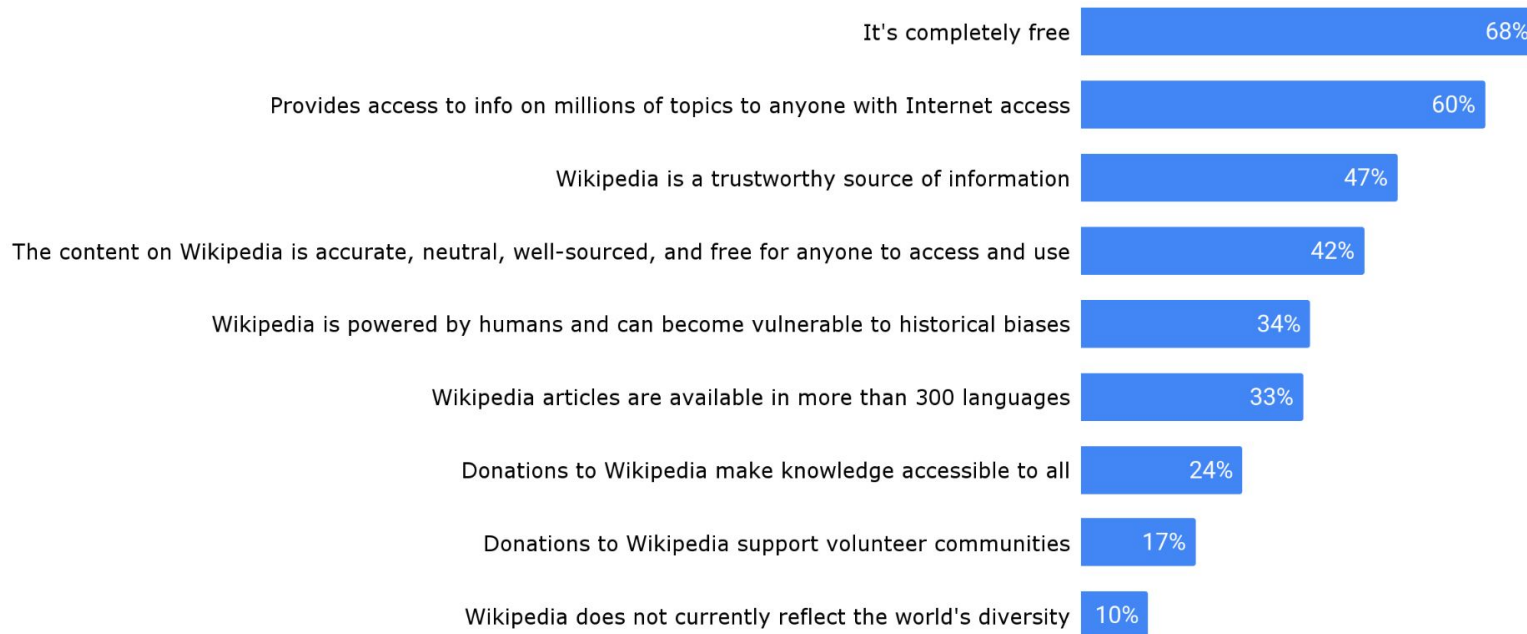 It's completely free 68%
Provides access to info on millions of topics to anyone with Internet access 60%
Wikipedia is a trustworthy source of information 47%
The content on Wikipedia is accurate, neutral, well-sourced, and free for anyone to access and use 42%
Wikipedia is powered by humans and can become vulnerable to historical biases 34%
Wikipedia articles are available in more than 300 languages 33%
Donations to Wikipedia make knowledge accessible to all 24%
Donations to Wikipedia support volunteer communities 17%
Wikipedia does not currently reflect the world's diversity 10%